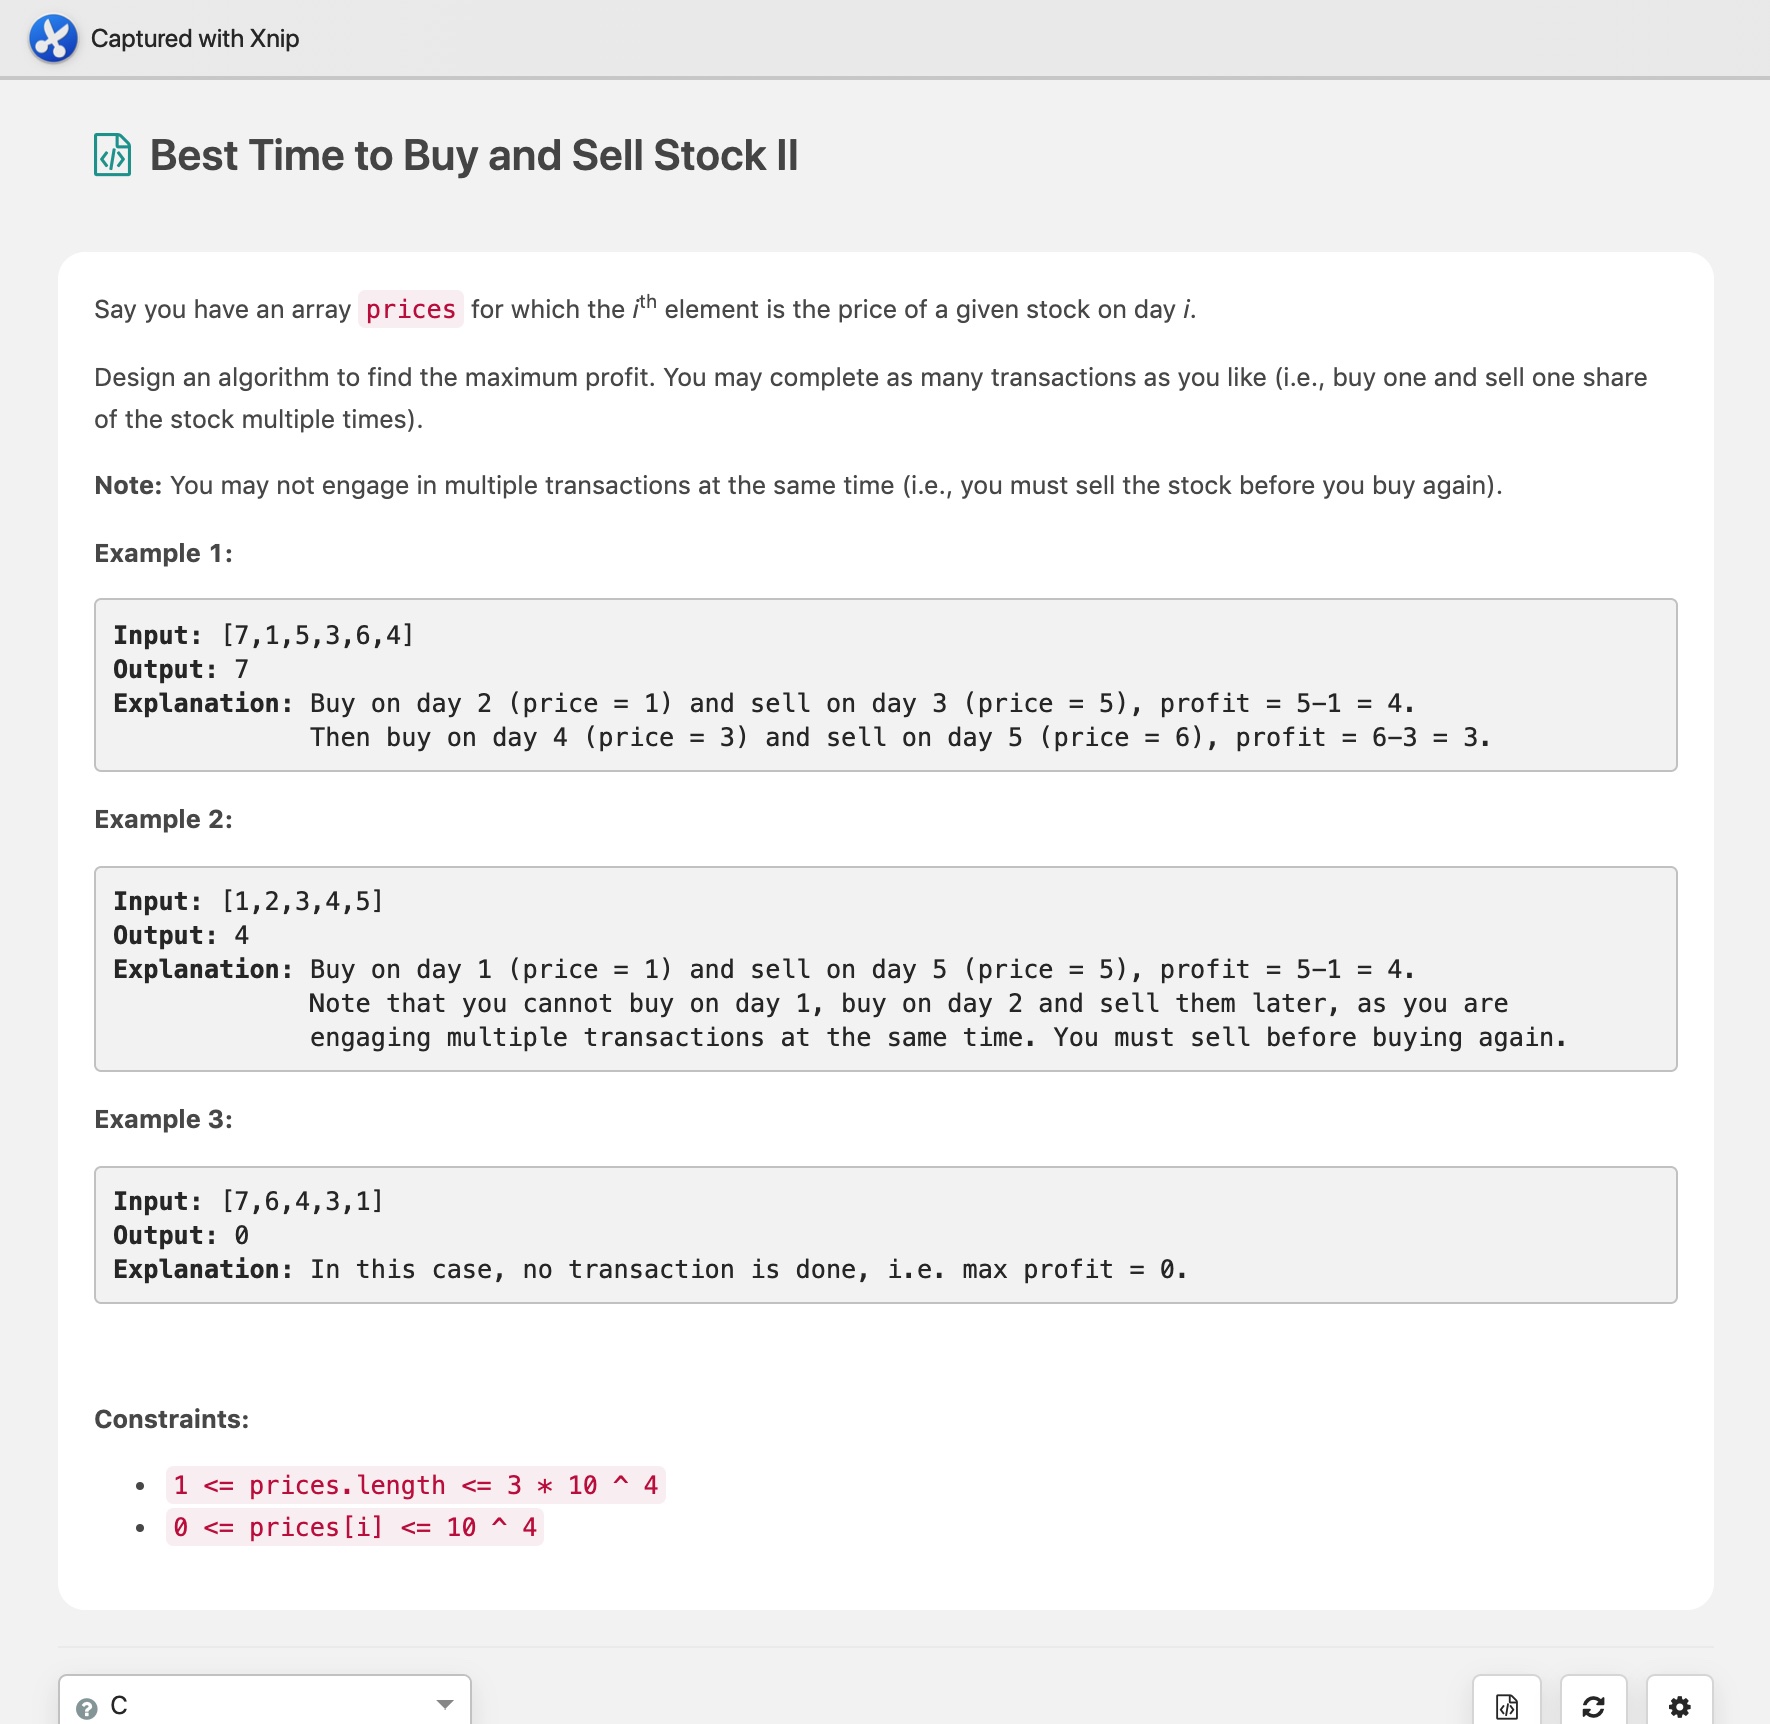 Captured with Xnip
Best Time to Buy and Sell Stock II
Say you have an array prices for which the ith element is the price of a given stock on day i.
Design an algorithm to find the maximum profit. You may complete as many transactions as you like (i.e., buy one and sell one share
of the stock multiple times).
Note: You may not engage in multiple transactions at the same time (i.e., you must sell the stock before you buy again).
Example 1:
Input: [7,1,5,3,6,4]
Output: 7
Explanation: Buy on day 2 (price = 1) and sell on day 3 (price = 5), profit = 5-1 = 4.
Then buy on day 4 (price = 3) and sell on day 5 (price = 6), profit = 6-3 = 3.
Example 2:
Input: [1,2,3,4,5]
Output: 4
Explanation: Buy on day 1 (price = 1) and sell on day 5 (price = 5), profit = 5-1 = 4.
Note that you cannot buy on day 1, buy on day 2 and sell them later, as you are
engaging multiple transactions at the same time. You must sell before buying again.
Example 3:
Input: [7,6,4,3,1]
Output: 0
Explanation: In this case, no transaction is done, i.e. max profit = 0.
Constraints:
• 1 <= prices.length <= 3 * 10 ^ 4
• 0 <= prices[i] <= 10 ^ 4
C